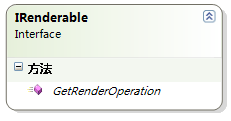 IRenderable
Interface
方法
GetRenderOperation